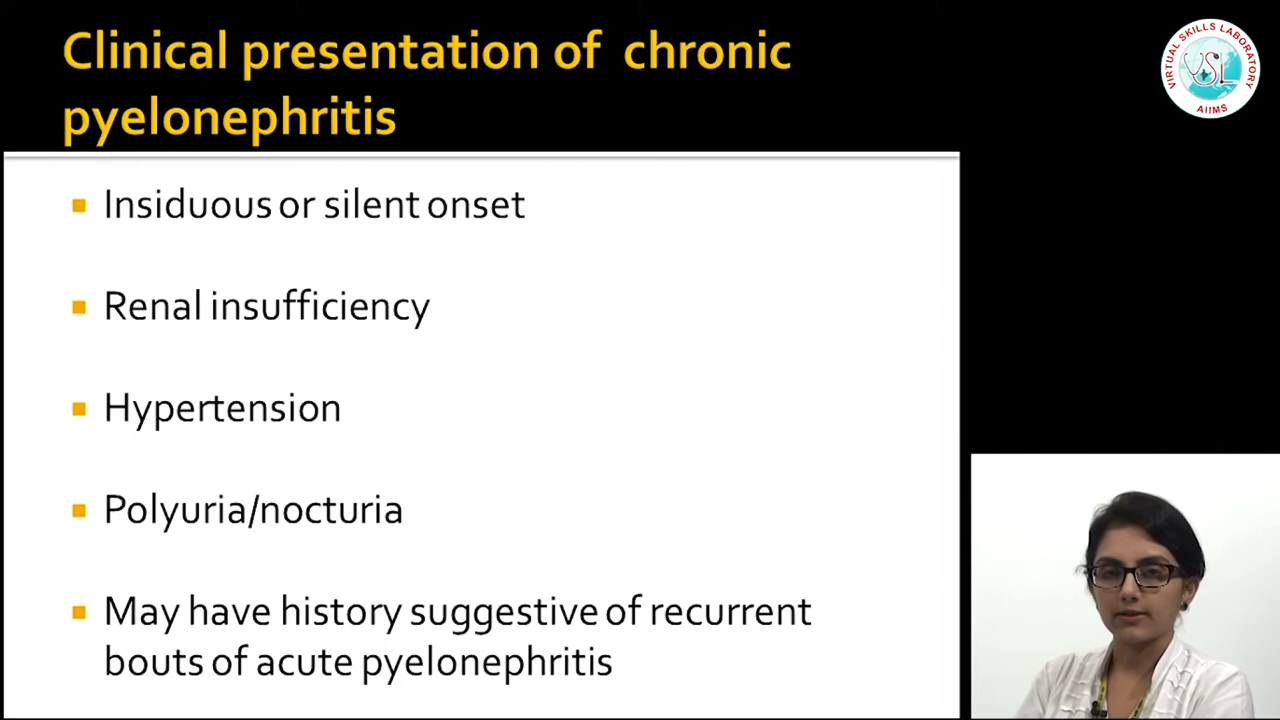 Clinical presentation of chronic
pyelonephritis
VIRTUAL SKILLS LABORATORY
VSL
AIIMS
Insiduous or silent onset
Renal insufficiency
Hypertension
Polyuria/nocturia
May have history suggestive of recurrent
bouts of acute pyelonephritis